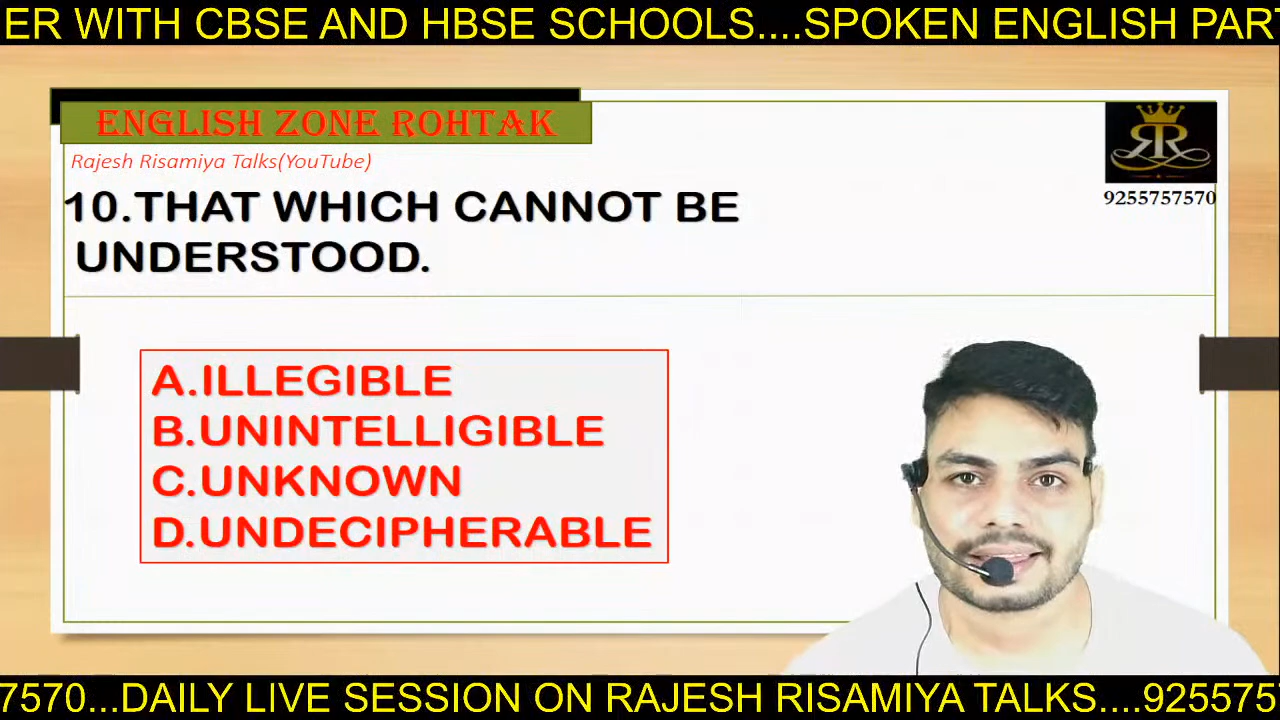 ER WITH CBSE AND HBSE SCHOOLS....SPOKEN ENGLISH PART
ENGLISH ZONE ROHTAK
Rajesh Risamiya Talks(YouTube)
RR
9255757570
10.THAT WHICH CANNOT BE
UNDERSTOOD.
A.ILLEGIBLE
B.UNINTELLIGIBLE
C.UNKNOWN
D.UNDECIPHERABLE
7570...DAILY LIVE SESSION ON RAJESH RISAMIYA TALKS....925575